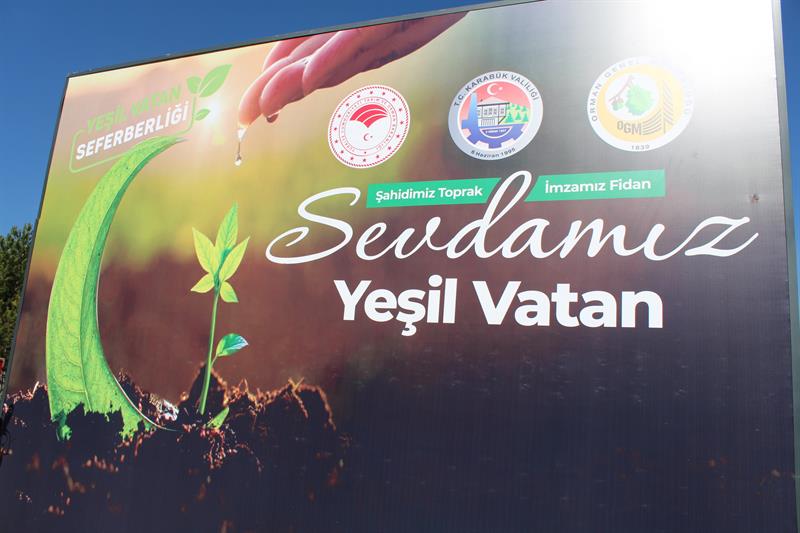 YEŞİL VATAN
SEFERBERLİĞİ
T.C. KARABÜK VALİLİĞİ
6 Haziran 1995
OGM
1839
Şahidimiz Toprak
İmzamız Fidan
Sevdamız
Yeşil Vatan